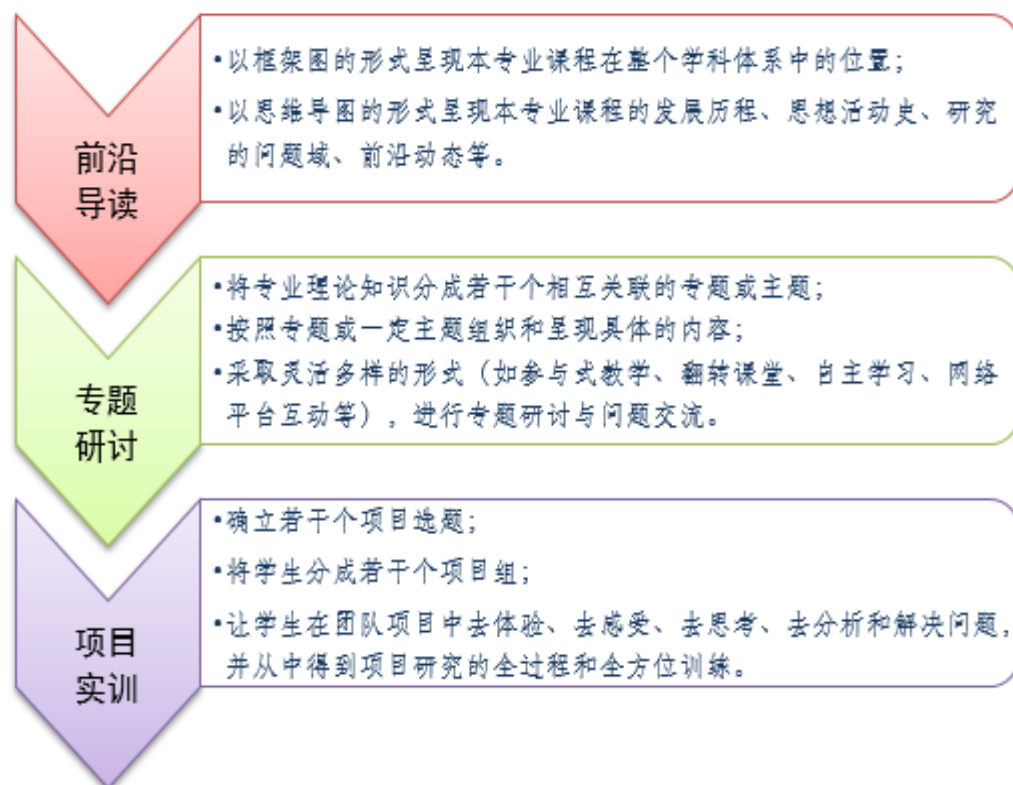 前沿
导读
•以框架图的形式呈现本专业课程在整个学科体系中的位置；
•以思维导图的形式呈现本专业课程的发展历程、思想活动史、研究
的问题域、前沿动态等。
专题
研讨
•将专业理论知识分成若干个相互关联的专题或主题；
•按照专题或一定主题组织和呈现具体的内容；
•采取灵活多样的形式（如参与式教学、翻转课堂、自主学习、网络
平台互动等），进行专题研讨与问题交流。
项目
实训
•确立若干个项目选题；
•将学生分成若干个项目组；
•让学生在团队项目中去体验、去感受、去思考、去分析和解决问题，
并从中得到项目研究的全过程和全方位训练。